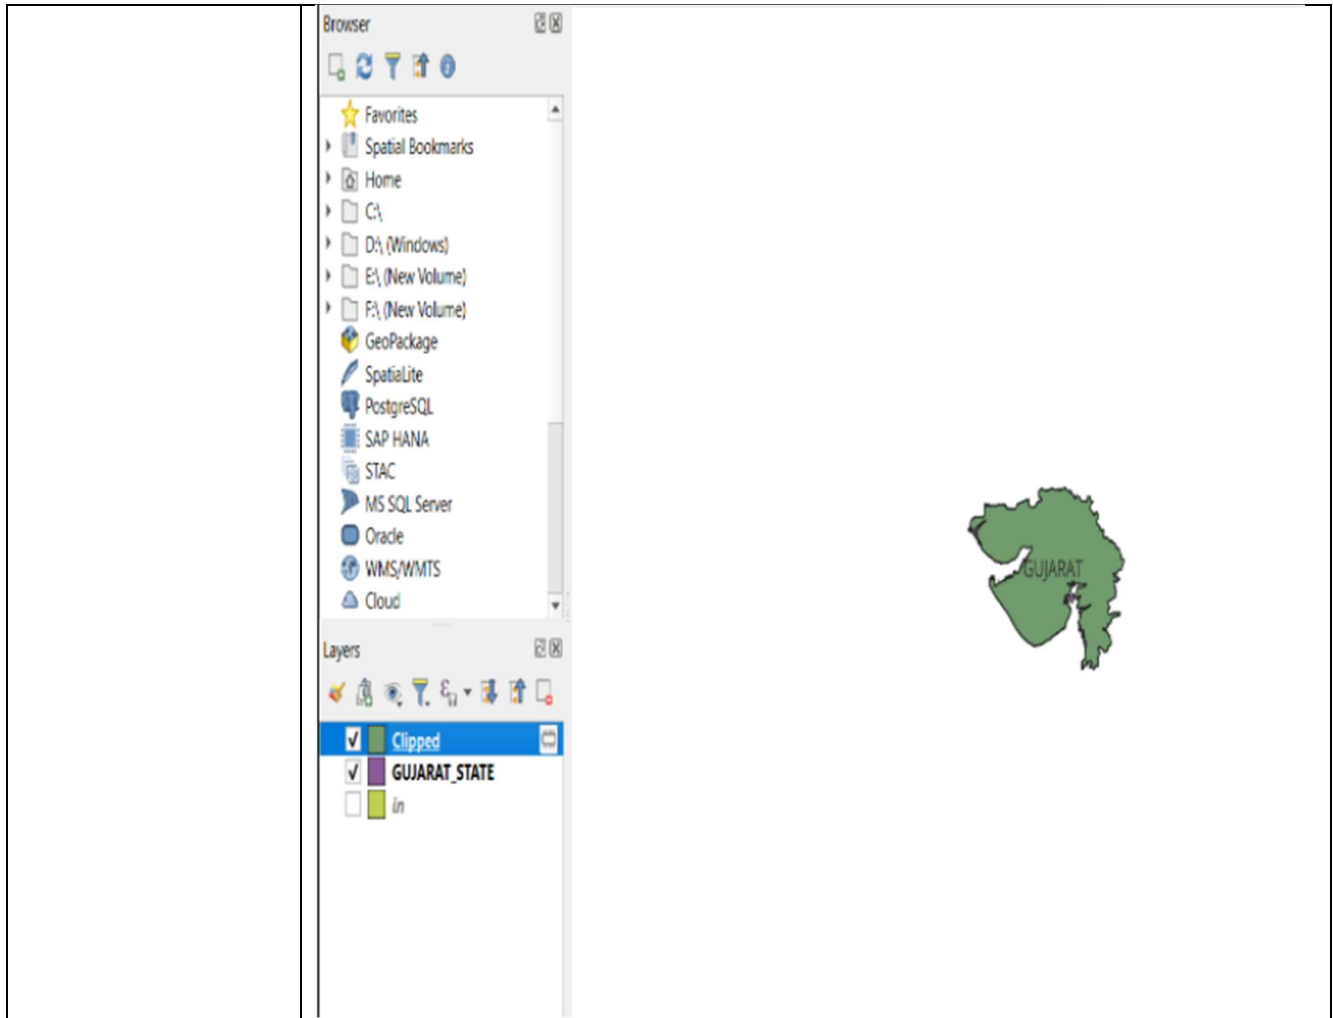 Browser
Favorites
Spatial Bookmarks
Home
C:\
D:\ (Windows)
E:\ (New Volume)
F:\ (New Volume)
GeoPackage
SpatiaLite
PostgreSQL
SAP HANA
STAC
MS SQL Server
Oracle
WMS/WMTS
Cloud
Layers
Clipped
GUJARAT_STATE
in
GUJARAT